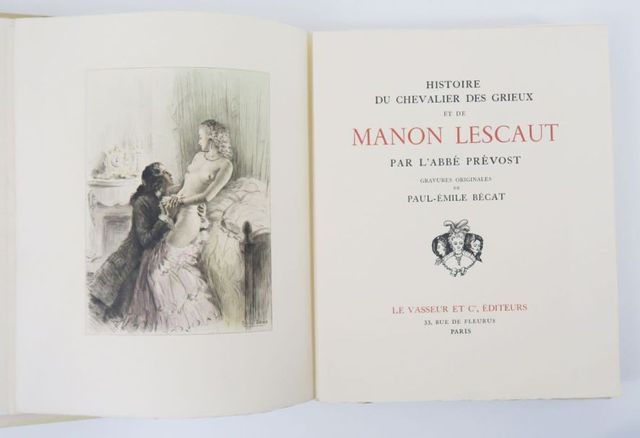 HISTOIRE
DU CHEVALIER DES GRIEUX
ET DE
MANON LESCAUT
PAR L'ABBÉ PRÉVOST
GRAVURES ORIGINALES
DE
PAUL-ÉMILE BÉCAT
LE VASSEUR ET Cie, ÉDITEURS
33, RUE DE FLEURUS
PARIS